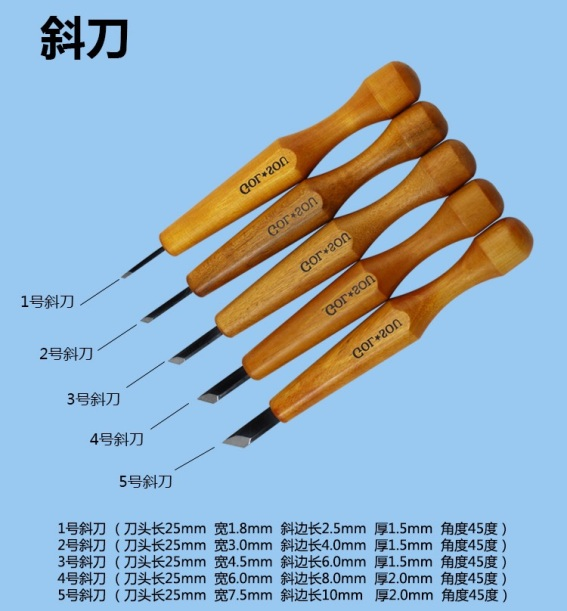 斜刀
GOL*SON
GOL*SON
GOL*SON
GOL*SON
GOL*SON
1号斜刀
2号斜刀
3号斜刀
4号斜刀
5号斜刀
1号斜刀 (刀头长25mm 宽1.8mm 斜边长2.5mm 厚1.5mm 角度45度)
2号斜刀 (刀头长25mm 宽3.0mm 斜边长4.0mm 厚1.5mm 角度45度)
3号斜刀 (刀头长25mm 宽4.5mm 斜边长6.0mm 厚1.5mm 角度45度)
4号斜刀 (刀头长25mm 宽6.0mm 斜边长8.0mm 厚2.0mm 角度45度)
5号斜刀 (刀头长25mm 宽7.5mm 斜边长10mm 厚2.0mm 角度45度)